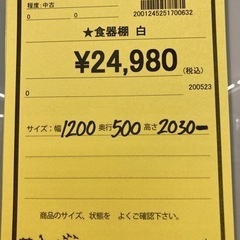 程度:中古
0 0 2001245251700632
★食器棚 白
¥24,980(税込)
0 200523
サイズ:幅1200奥行500高さ2030
商品のサイズ、状態を よくご確認下さい。